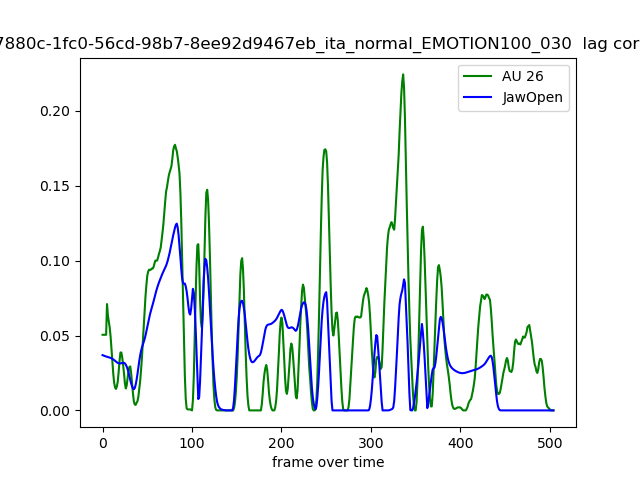 7880c-1fc0-56cd-98b7-8ee92d9467eb_ita_normal_EMOTION100_030 lag cor
AU 26
JawOpen
0.20
0.15
0.10
0.05
0.00
0 100 200 300 400 500
frame over time